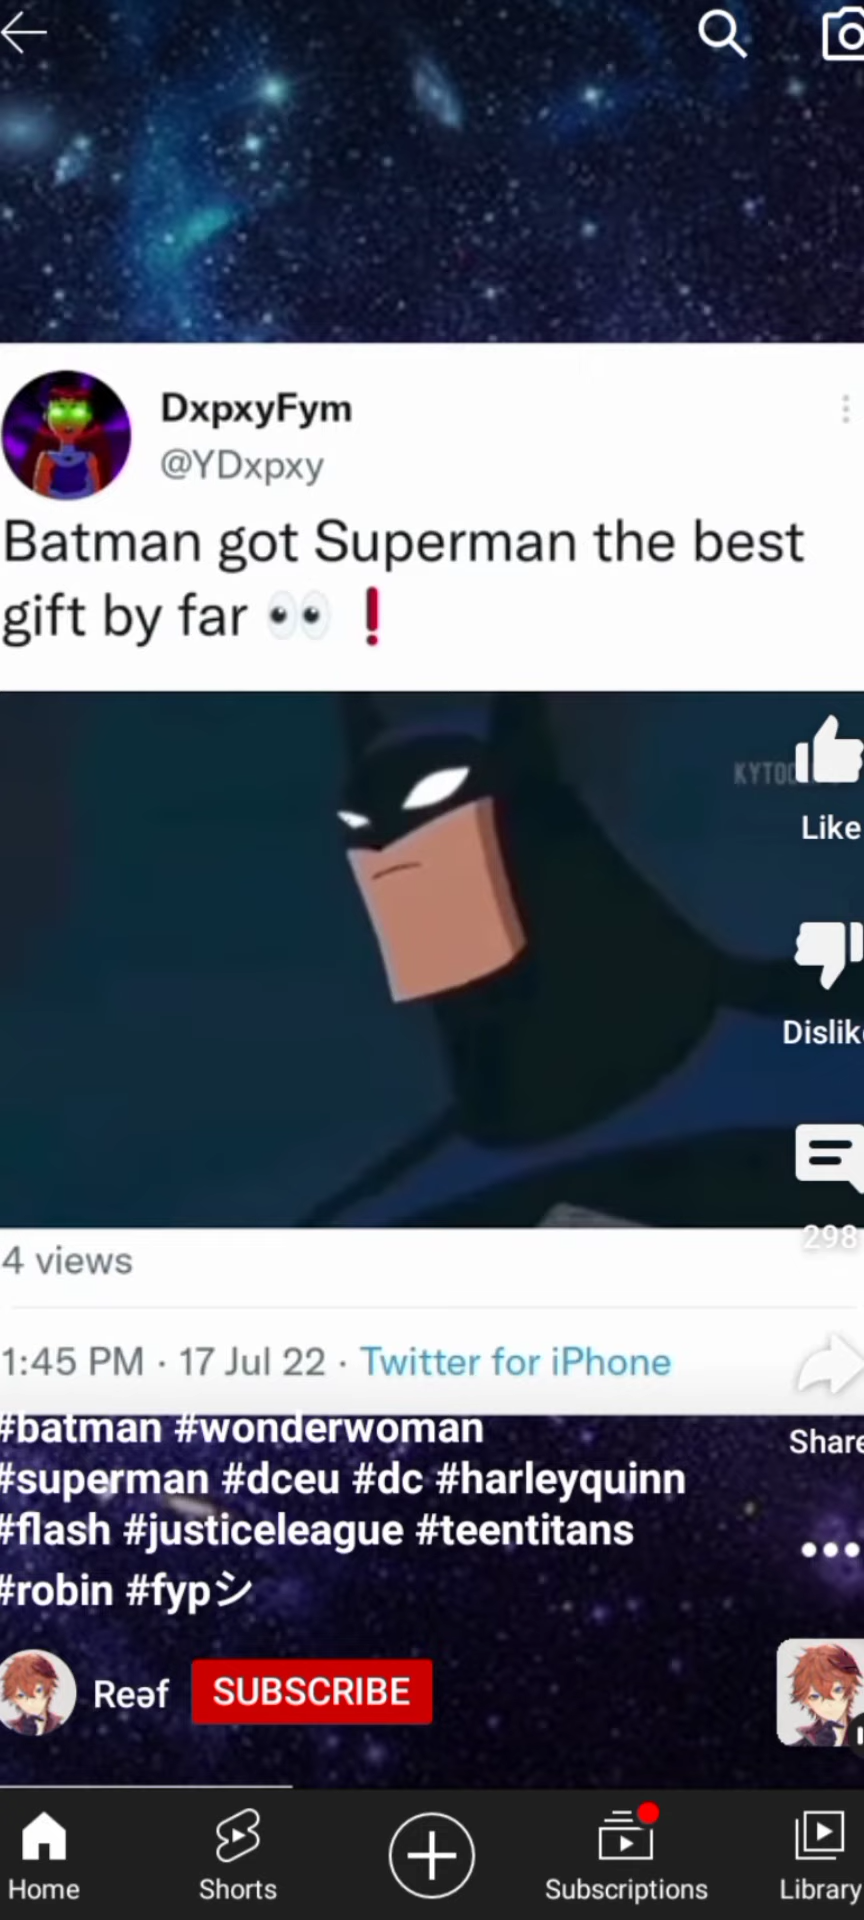 DxpxyFym
@YDxpxy
Batman got Superman the best
gift by far 👀❗
Like
298
4 views
1:45 PM · 17 Jul 22 · Twitter for iPhone
Share
#batman #wonderwoman
#superman #dceu #dc #harleyquinn
#flash #justiceleague #teentitans
#robin #fypシ
Reəf
SUBSCRIBE
Home
Shorts
Subscriptions
Library